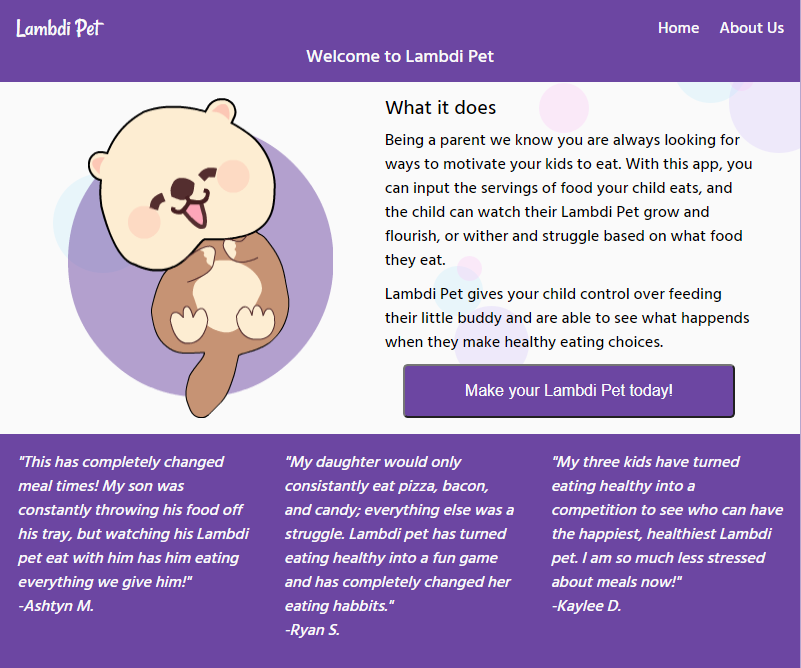 Lambdi Pet
Home About Us
Welcome to Lambdi Pet
What it does
Being a parent we know you are always looking for
ways to motivate your kids to eat. With this app, you
can input the servings of food your child eats, and
the child can watch their Lambdi Pet grow and
flourish, or wither and struggle based on what food
they eat.
Lambdi Pet gives your child control over feeding
their little buddy and are able to see what happends
when they make healthy eating choices.
Make your Lambdi Pet today!
"This has completely changed
meal times! My son was
constantly throwing his food off
his tray, but watching his Lambdi
pet eat with him has him eating
everything we give him!"
-Ashtyn M.
"My daughter would only
consistantly eat pizza, bacon,
and candy; everything else was a
struggle. Lambdi pet has turned
eating healthy into a fun game
and has completely changed her
eating habbits."
-Ryan S.
"My three kids have turned
eating healthy into a
competition to see who can have
the happiest, healthiest Lambdi
pet. I am so much less stressed
about meals now!"
-Kaylee D.